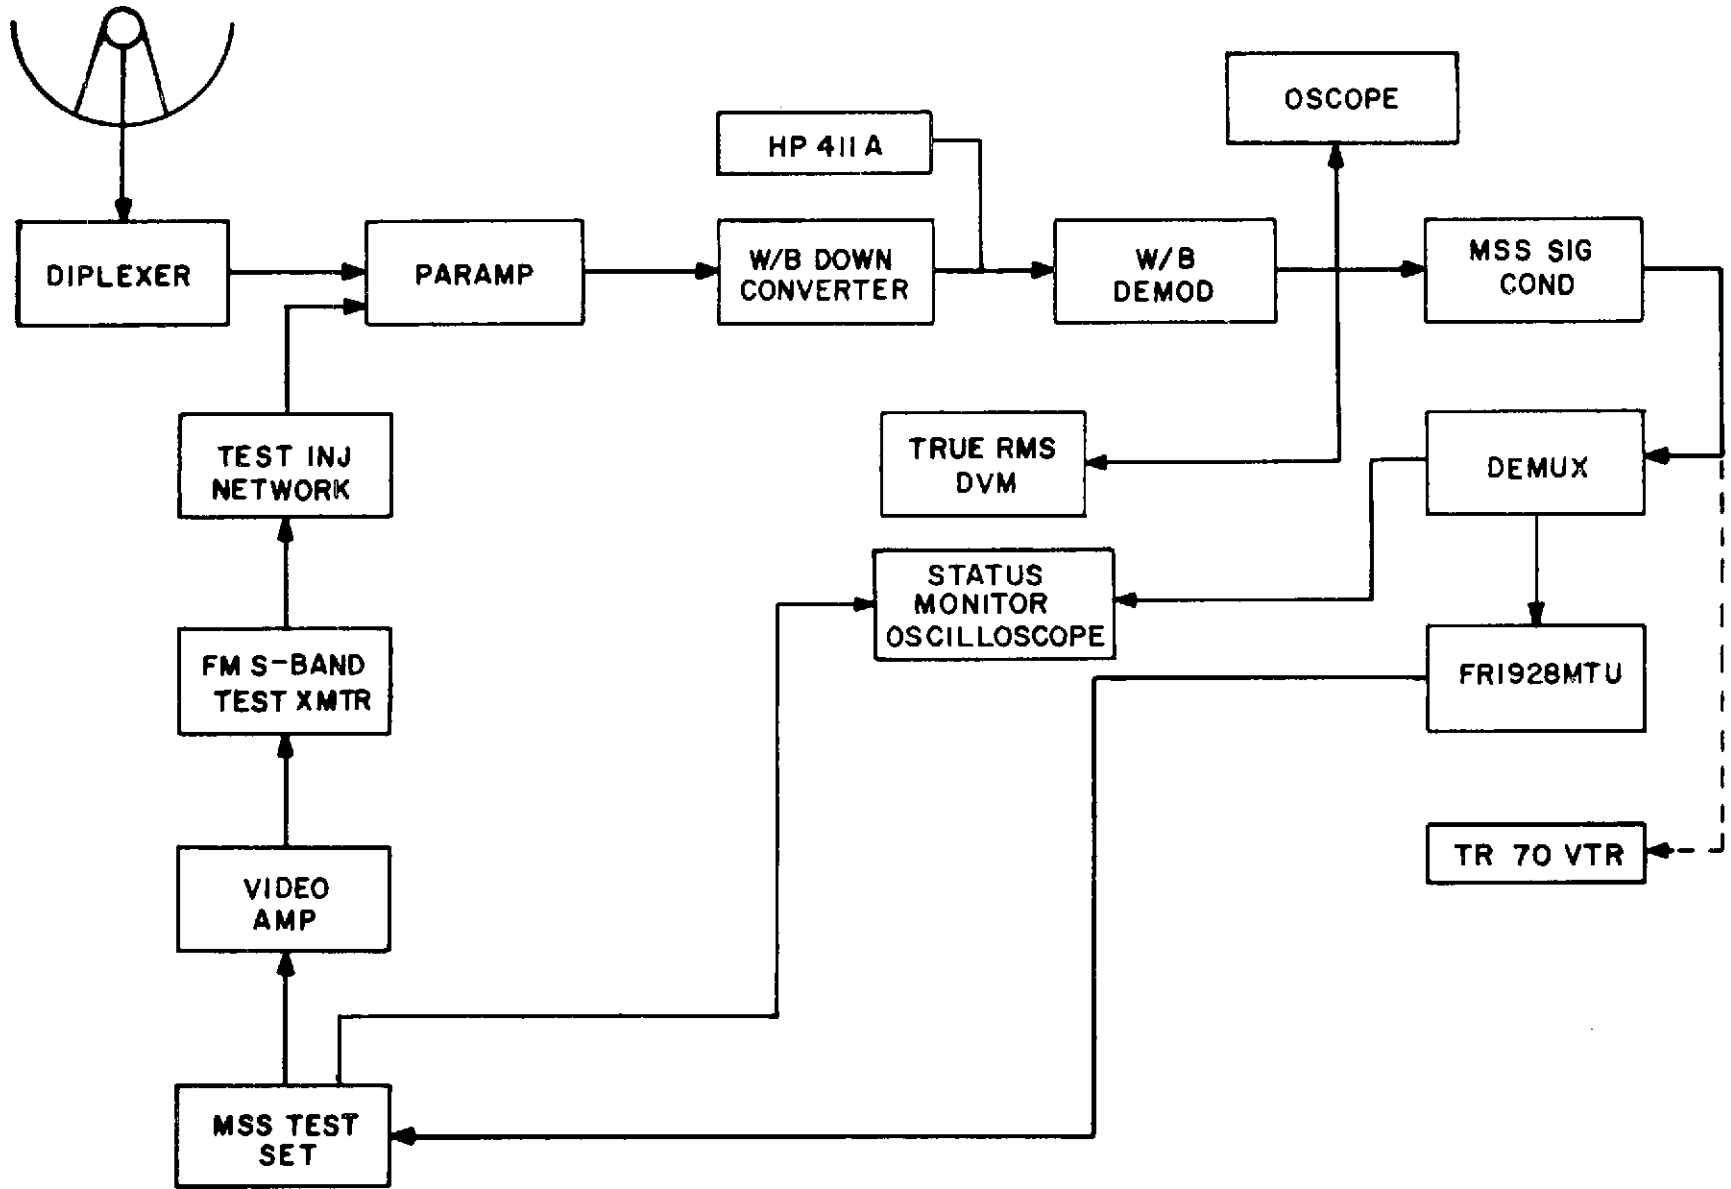 OSCOPE
HP 411 A
DIPLEXER
PARAMP
W/B DOWN
CONVERTER
W/B
DEMOD
MSS SIG
COND
TEST INJ
NETWORK
TRUE RMS
DVM
DEMUX
STATUS
MONITOR
OSCILLOSCOPE
FM S-BAND
TEST XMTR
FR1928MTU
VIDEO
AMP
TR 70 VTR
MSS TEST
SET